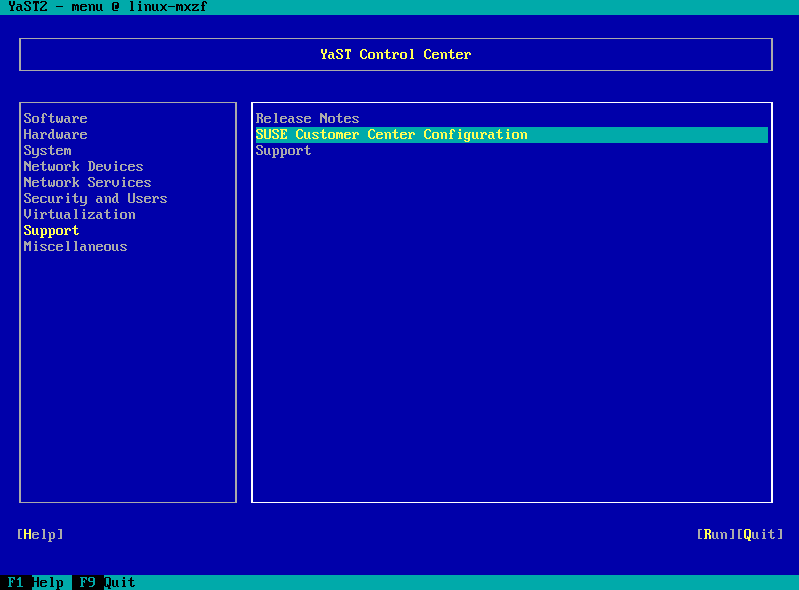 YaST2 - menu @ linux-mxzf
YaST Control Center
Software
Hardware
System
Network Devices
Network Services
Security and Users
Virtualization
Support
Miscellaneous
Release Notes
SUSE Customer Center Configuration
Support
[Help]
[Run][Quit]
F1 Help F9 Quit